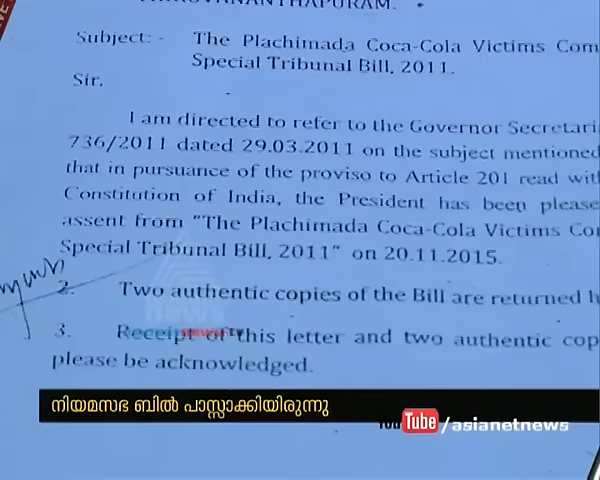 THIRUVANANTHAPURAM.
Subject: - The Plachimada Coca-Cola Victims Com
Special Tribunal Bill, 2011.
Sir.
I am directed to refer to the Governor Secretari
736/2011 dated 29.03.2011 on the subject mentioned
that in pursuance of the proviso to Article 201 read wit
Constitution of India, the President has been please
assent from "The Plachimada Coca-Cola Victims Co
Special Tribunal Bill, 2011" on 20.11.2015.
2. Two authentic copies of the Bill are returned h
3. Receipt of this letter and two authentic cop
please be acknowledged.
news
നിയമസഭ ബിൽ പാസ്സാക്കിയിരുന്നു
YouTube/asianetnews